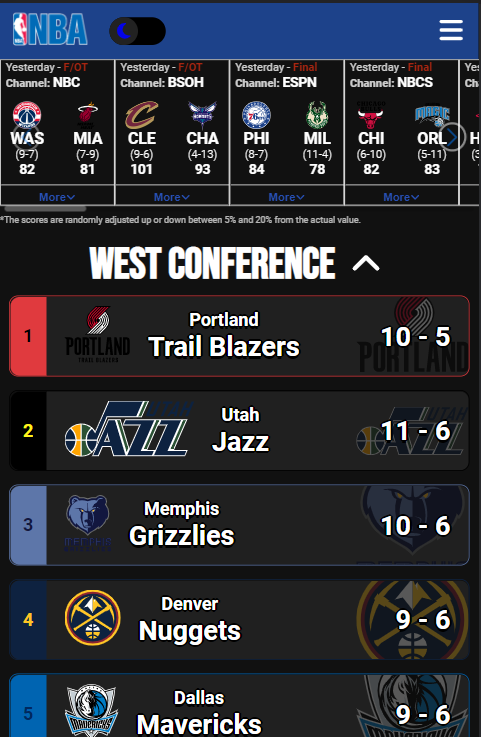 NBA
Yesterday - F/OT
Channel: NBC
WAS MIA
(9-7) (7-9)
82 81
More
Yesterday - F/OT
Channel: BSOH
CLE CHA
(9-6) (4-13)
101 93
More
Yesterday - Final
Channel: ESPN
PHI MIL
(8-7) (11-4)
84 78
More
Yesterday - Final
Channel: NBCS
CHI ORL
(6-10) (5-11)
82 83
More
*The scores are randomly adjusted up or down between 5% and 20% from the actual value.
WEST CONFERENCE
1 PORTLAND Portland 10 - 5
TRAIL BLAZERS Trail Blazers
2 JAZZ Utah 11 - 6
Jazz
3 Memphis 10 - 6
Grizzlies
4 Denver 9 - 6
Nuggets
5 MAVERICKS Dallas 9 - 6
Mavericks